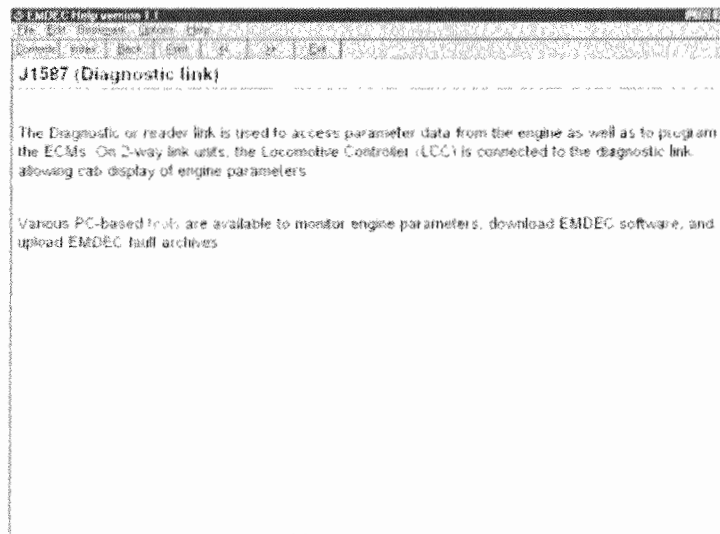 EMDEC Help version 1.1
File Edit Bookmark Options Help
Contents Index Back Print << >> Exit
J1587 (Diagnostic link)
The Diagnostic or reader link is used to access parameter data from the engine as well as to program
the ECMs. On 2-way link units, the Locomotive Controller (LCC) is connected to the diagnostic link
allowing cab display of engine parameters
Various PC-based tools are available to monitor engine parameters, download EMDEC software, and
upload EMDEC fault archives